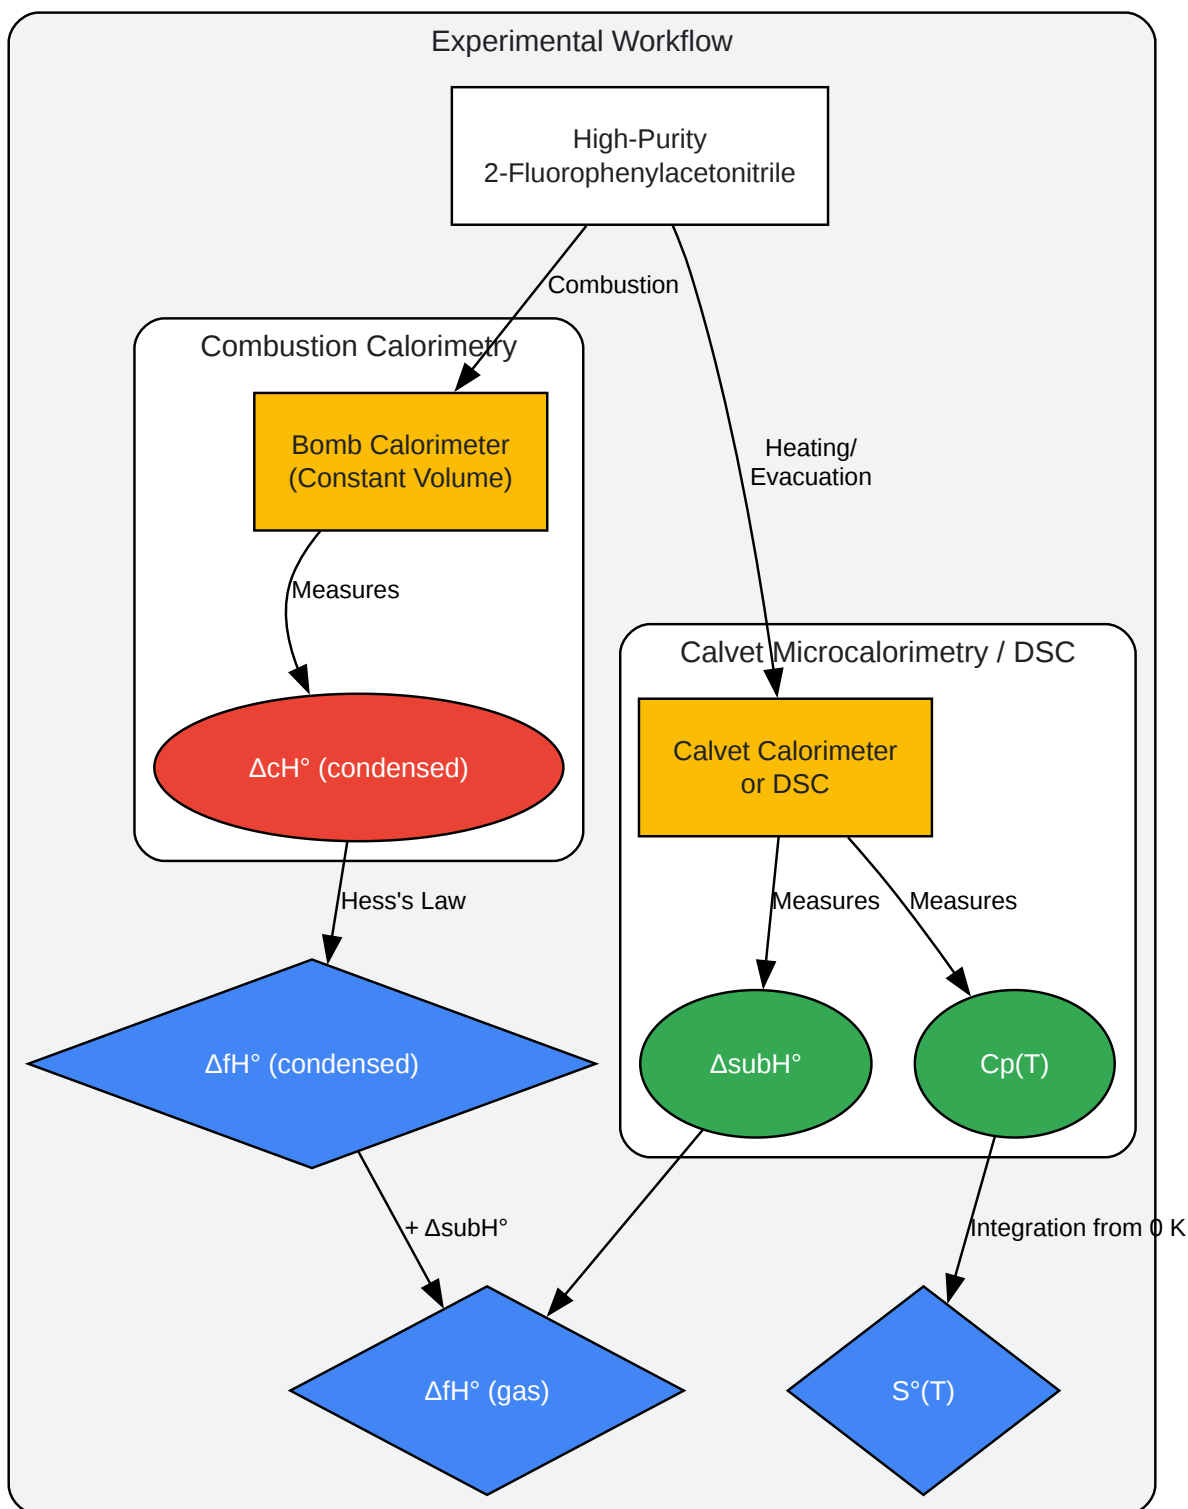 Experimental Workflow
High-Purity
2-Fluorophenylacetonitrile
Combustion
Combustion Calorimetry
Bomb Calorimeter
(Constant Volume)
Heating/
Evacuation
Measures
Calvet Microcalorimetry / DSC
Calvet Calorimeter
or DSC
ΔcH° (condensed)
Hess's Law
Measures
Measures
ΔfH° (condensed)
ΔsubH°
Cp(T)
+ ΔsubH°
Integration from 0 K
ΔfH° (gas)
S°(T)